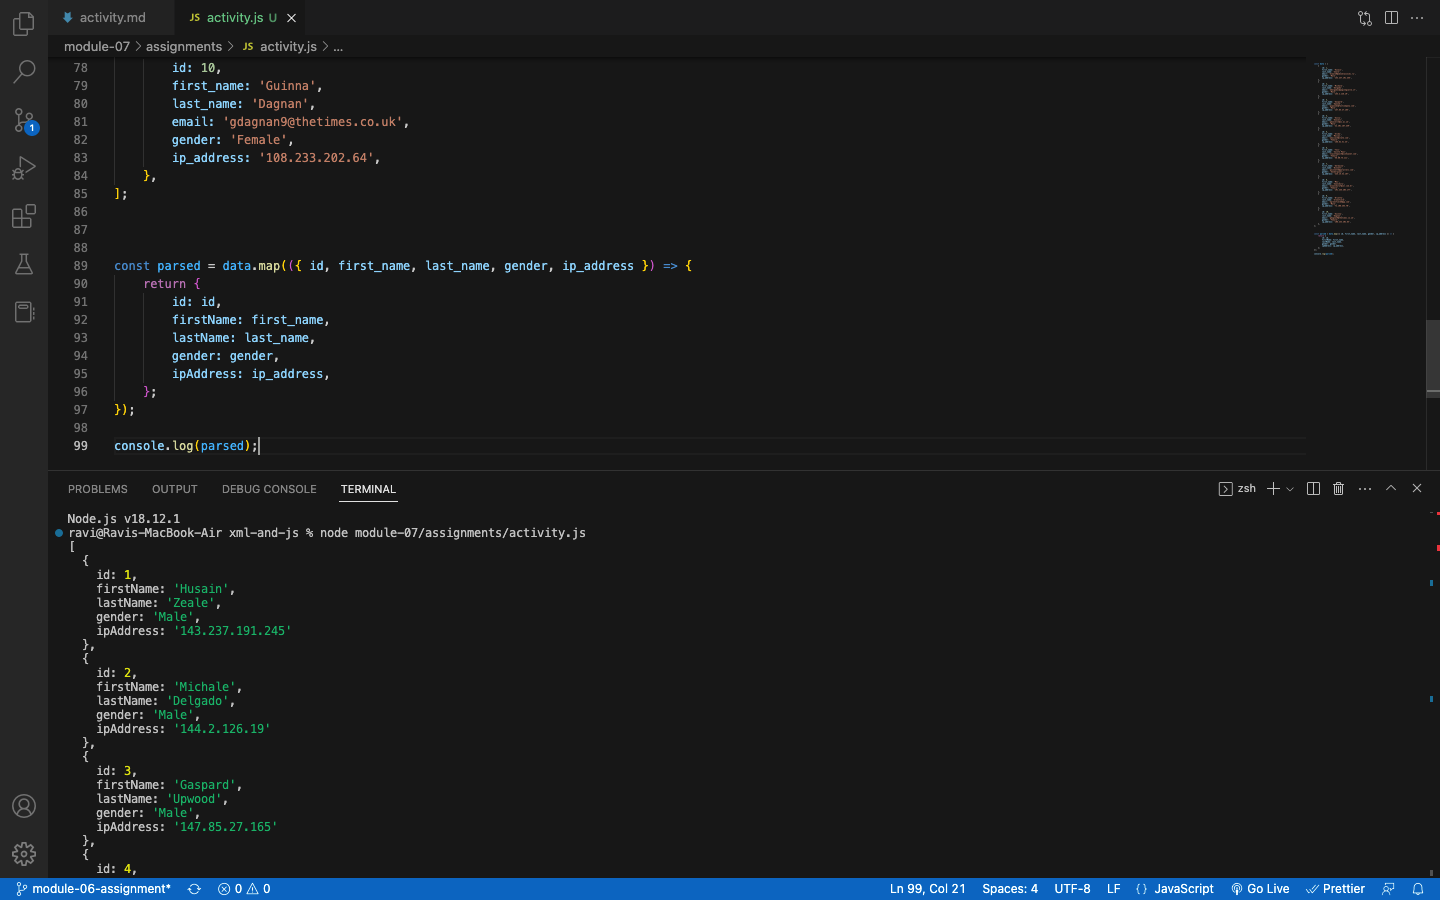 activity.md
JS activity.js U
module-07 > assignments > JS activity.js > ...
78 id: 10,
79 first_name: 'Guinna',
80 last_name: 'Dagnan',
81 email: 'gdagnan9@thetimes.co.uk',
82 gender: 'Female',
83 ip_address: '108.233.202.64',
84 },
85 ];
86
87
88
89 const parsed = data.map(({ id, first_name, last_name, gender, ip_address }) => {
90 return {
91 id: id,
92 firstName: first_name,
93 lastName: last_name,
94 gender: gender,
95 ipAddress: ip_address,
96 };
97 });
98
99 console.log(parsed);
1
PROBLEMS OUTPUT DEBUG CONSOLE TERMINAL
zsh
Node.js v18.12.1
ravi@Ravis-MacBook-Air xml-and-js % node module-07/assignments/activity.js
[
{
id: 1,
firstName: 'Husain',
lastName: 'Zeale',
gender: 'Male',
ipAddress: '143.237.191.245'
},
{
id: 2,
firstName: 'Michale',
lastName: 'Delgado',
gender: 'Male',
ipAddress: '144.2.126.19'
},
{
id: 3,
firstName: 'Gaspard',
lastName: 'Upwood',
gender: 'Male',
ipAddress: '147.85.27.165'
},
{
id: 4,
module-06-assignment* 0 0 Ln 99, Col 21 Spaces: 4 UTF-8 LF {} JavaScript Go Live Prettier